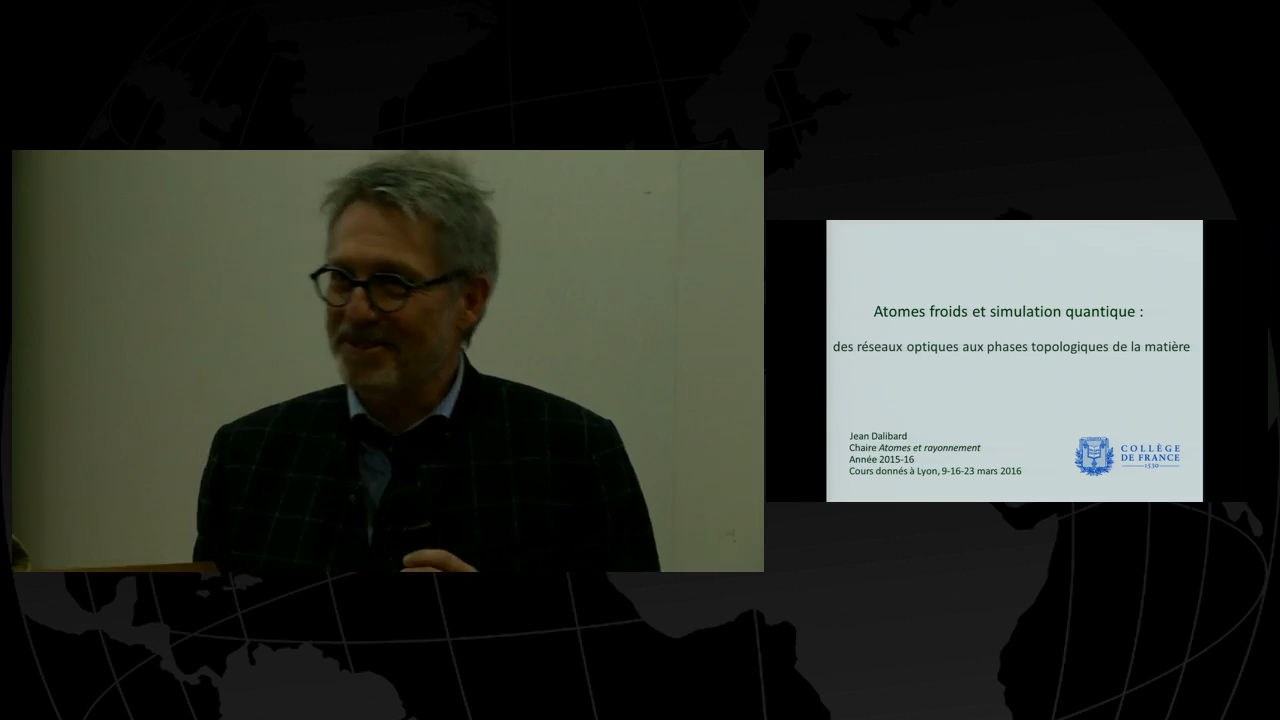 Atomes froids et simulation quantique :
des réseaux optiques aux phases topologiques de la matière
Jean Dalibard
Chaire Atomes et rayonnement
Année 2015-16
Cours donnés à Lyon, 9-16-23 mars 2016
COLLÈGE
DE FRANCE
1530